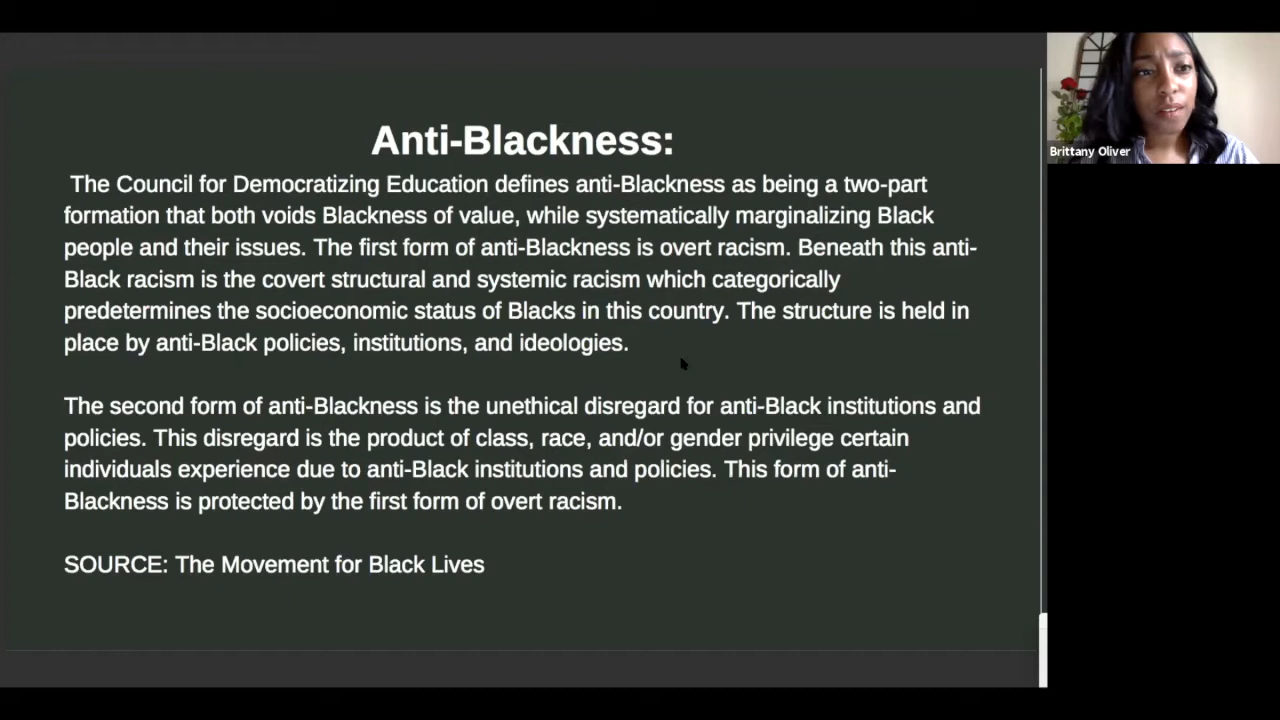 Anti-Blackness:
The Council for Democratizing Education defines anti-Blackness as being a two-part
formation that both voids Blackness of value, while systematically marginalizing Black
people and their issues. The first form of anti-Blackness is overt racism. Beneath this anti-
Black racism is the covert structural and systemic racism which categorically
predetermines the socioeconomic status of Blacks in this country. The structure is held in
place by anti-Black policies, institutions, and ideologies.
The second form of anti-Blackness is the unethical disregard for anti-Black institutions and
policies. This disregard is the product of class, race, and/or gender privilege certain
individuals experience due to anti-Black institutions and policies. This form of anti-
Blackness is protected by the first form of overt racism.
SOURCE: The Movement for Black Lives
Brittany Oliver